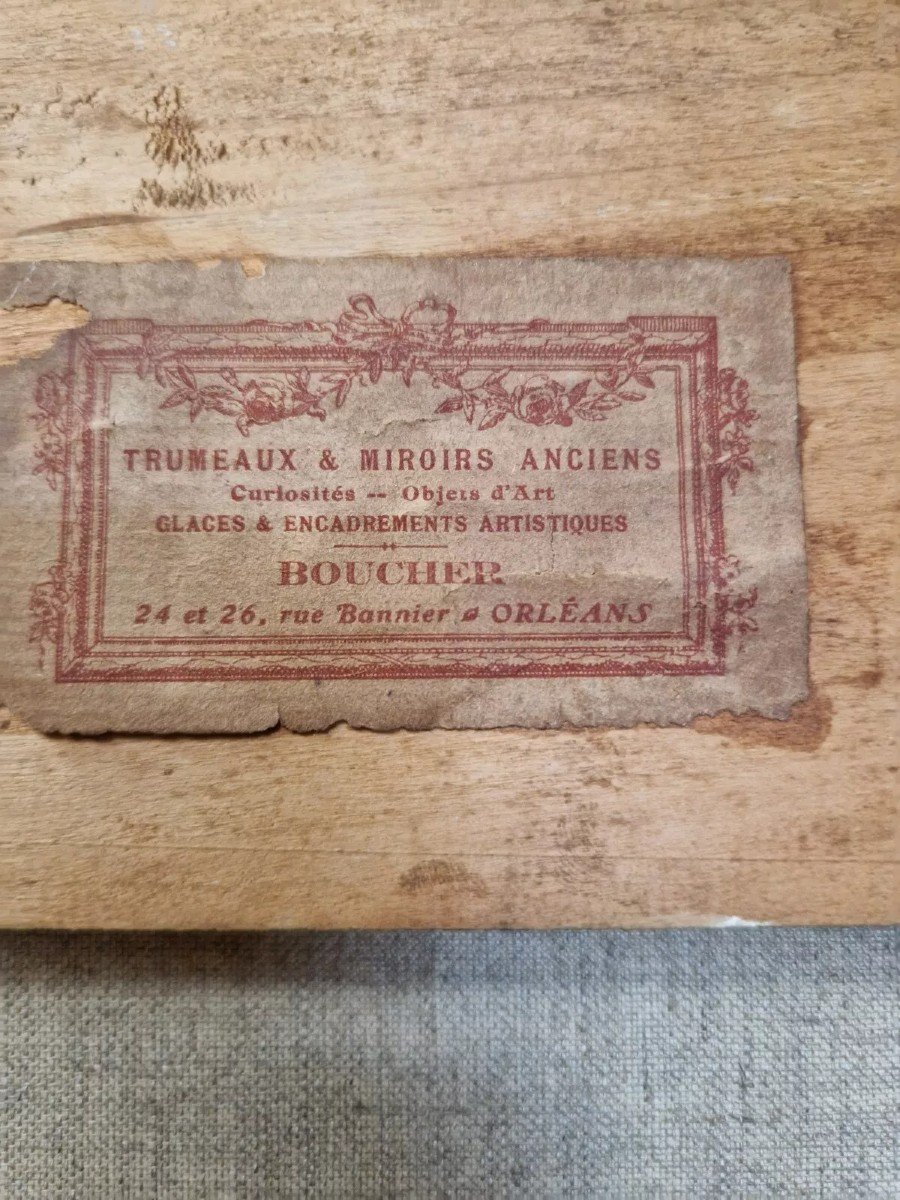 TRUMEAUX & MIROIRS ANCIENS
Curiosités -- Objets d'Art
GLACES & ENCADREMENTS ARTISTIQUES
BOUCHER
24 et 26, rue Bannier ORLÉANS